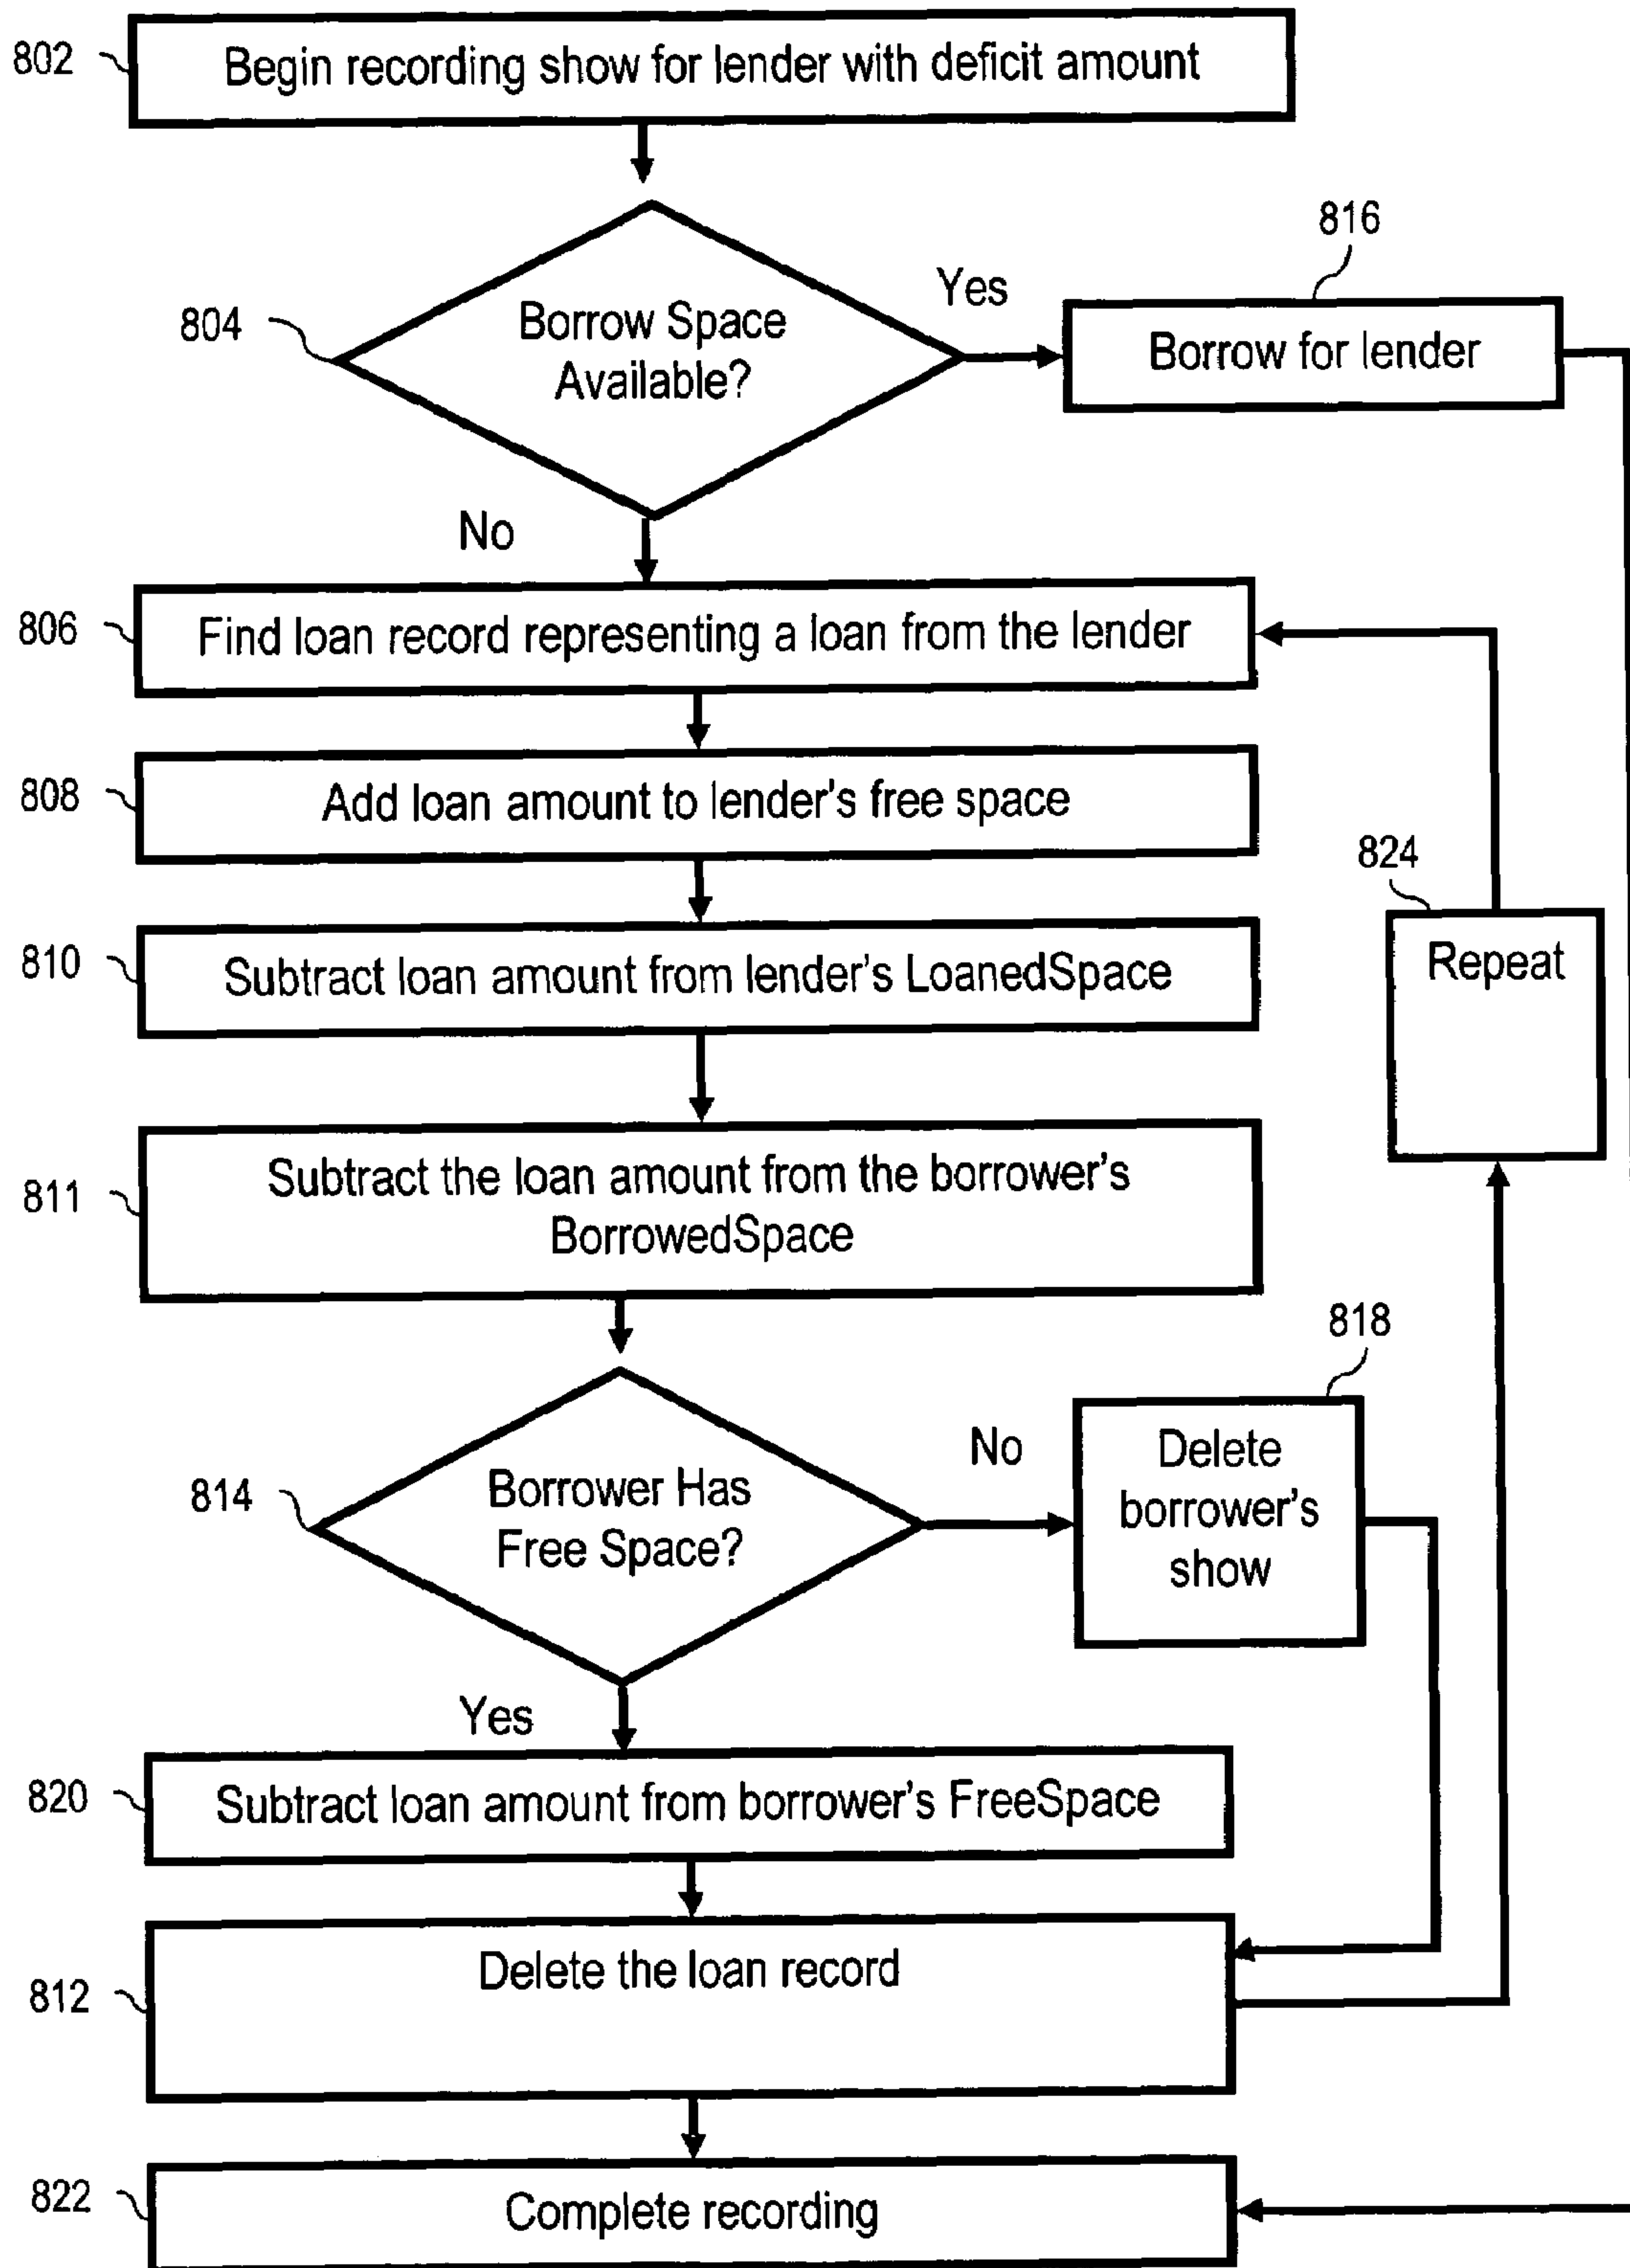 802
Begin recording show for lender with deficit amount
816
Yes
804
Borrow Space
Available?
Borrow for lender
No
806
Find loan record representing a loan from the lender
808
Add loan amount to lender's free space
824
Repeat
810
Subtract loan amount from lender's LoanedSpace
811
Subtract the loan amount from the borrower's
BorrowedSpace
818
No
Delete
borrower's
show
814
Borrower Has
Free Space?
Yes
820
Subtract loan amount from borrower's FreeSpace
812
Delete the loan record
822
Complete recording